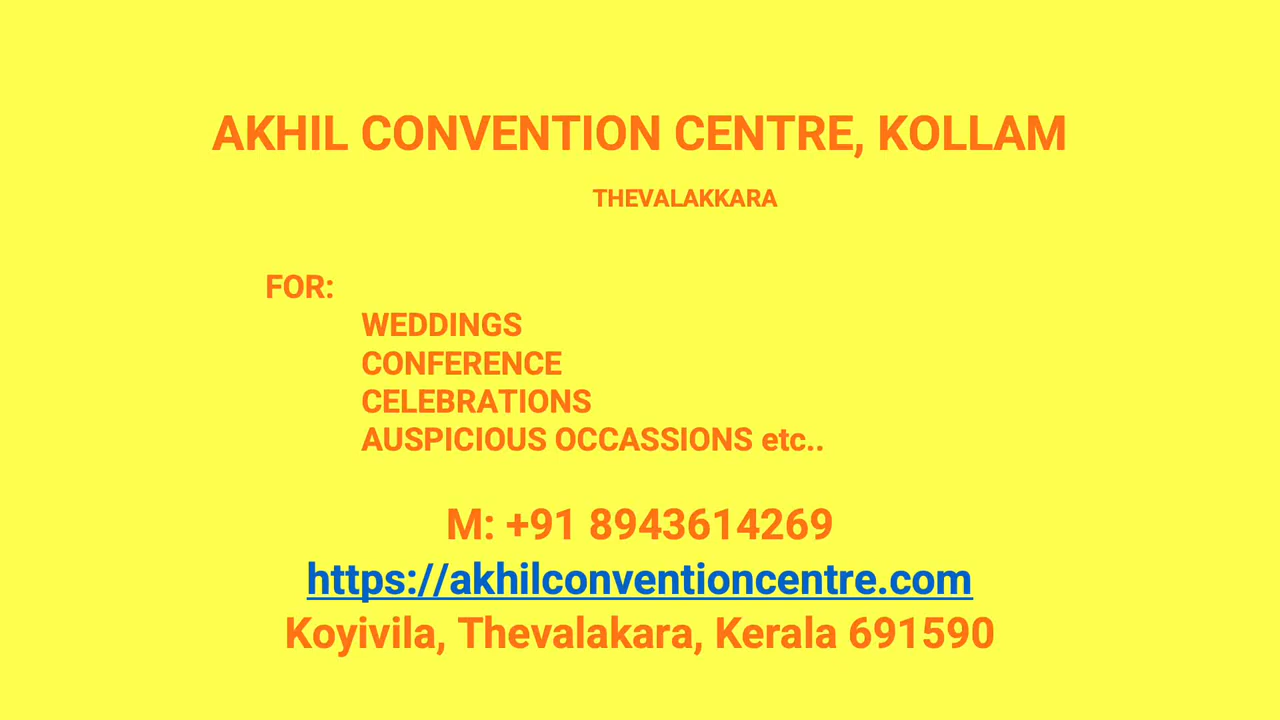 AKHIL CONVENTION CENTRE, KOLLAM
THEVALAKKARA
FOR:
WEDDINGS
CONFERENCE
CELEBRATIONS
AUSPICIOUS OCCASSIONS etc..
M: +91 8943614269
https://akhilconventioncentre.com
Koyivila, Thevalakara, Kerala 691590